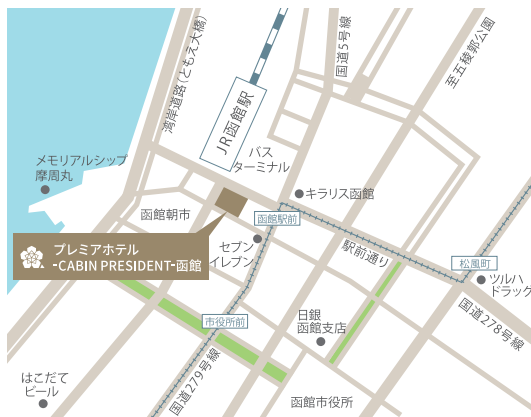 国道5号線
至五稜郭公園
湾岸道路(ともえ大橋)
JR函館駅
バス
ターミナル
メモリアルシップ
摩周丸
キラリス函館
函館朝市
函館駅前
プレミアホテル
-CABIN PRESIDENT-函館
セブン
イレブン
駅前通り
松風町
ツルハ
ドラッグ
市役所前
日銀
函館支店
国道278号線
国道279号線
はこだて
ビール
函館市役所